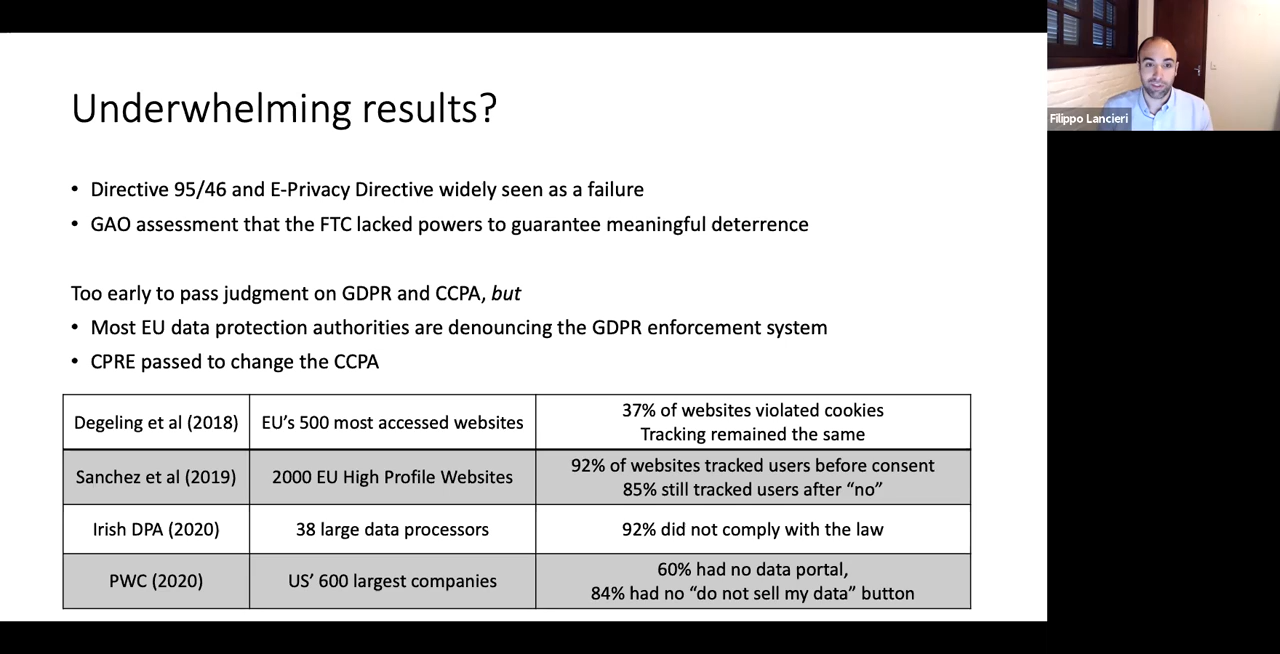 Underwhelming results?
• Directive 95/46 and E-Privacy Directive widely seen as a failure
• GAO assessment that the FTC lacked powers to guarantee meaningful deterrence
Too early to pass judgment on GDPR and CCPA, but
• Most EU data protection authorities are denouncing the GDPR enforcement system
• CPRE passed to change the CCPA
Degeling et al (2018) EU’s 500 most accessed websites 37% of websites violated cookies
Tracking remained the same
Sanchez et al (2019) 2000 EU High Profile Websites 92% of websites tracked users before consent
85% still tracked users after “no”
Irish DPA (2020) 38 large data processors 92% did not comply with the law
PWC (2020) US’ 600 largest companies 60% had no data portal,
84% had no “do not sell my data” button
Filippo Lancieri